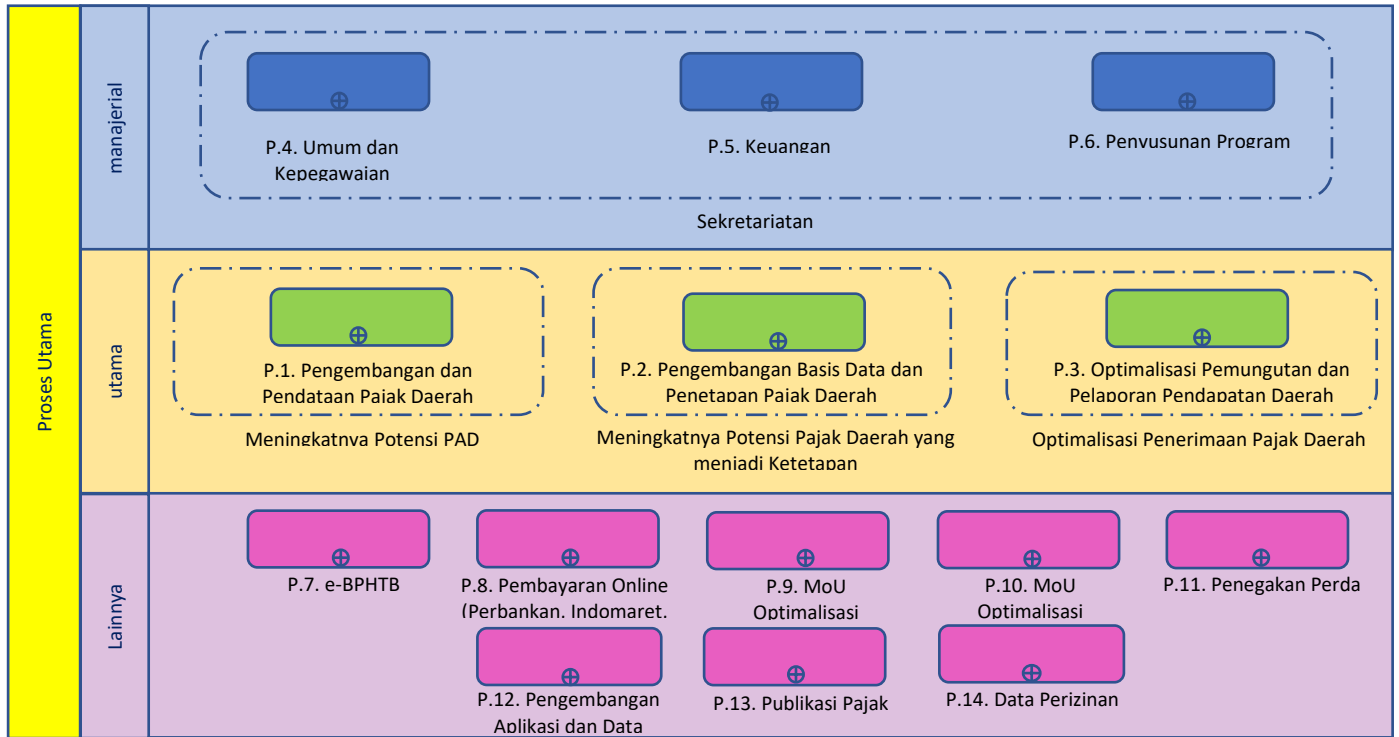 Proses Utama
manajerial
P.4. Umum dan
Kepegawaian
P.5. Keuangan
P.6. Penyusunan Program
Sekretariatan
utama
P.1. Pengembangan dan
Pendataan Pajak Daerah
Meningkatnya Potensi PAD
P.2. Pengembangan Basis Data dan
Penetapan Pajak Daerah
Meningkatnya Potensi Pajak Daerah yang
menjadi Ketetapan
P.3. Optimalisasi Pemungutan dan
Pelaporan Pendapatan Daerah
Optimalisasi Penerimaan Pajak Daerah
Lainnya
P.7. e-BPHTB
P.8. Pembayaran Online
(Perbankan, Indomaret,
P.9. MoU
Optimalisasi
P.10. MoU
Optimalisasi
P.11. Penegakan Perda
P.12. Pengembangan
Aplikasi dan Data
P.13. Publikasi Pajak
P.14. Data Perizinan